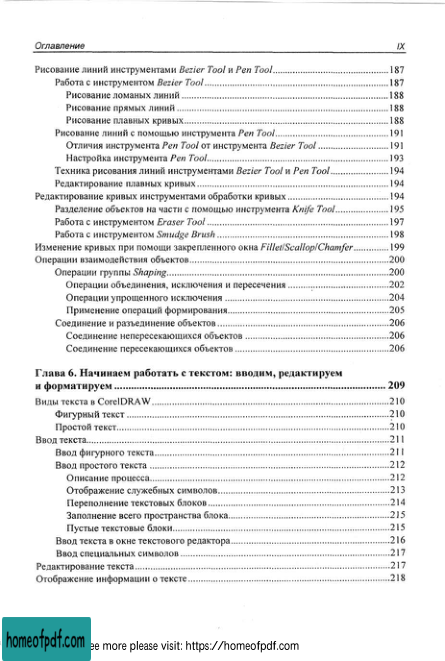 Оглавление IX
Рисование линий инструментами Bezier Tool и Pen Tool 187
Работа с инструментом Bezier Tool 187
Рисование ломаных линий 188
Рисование прямых линий 188
Рисование плавных кривых 188
Рисование линий с помощью инструмента Pen Tool 191
Отличия инструмента Pen Tool от инструмента Bezier Tool 191
Настройка инструмента Pen Tool 193
Техника рисования линий инструментами Bezier Tool и Pen Tool 194
Редактирование плавных кривых 194
Редактирование кривых инструментами обработки кривых 194
Разделение объектов на части с помощью инструмента Knife Tool 195
Работа с инструментом Eraser Tool 197
Работа с инструментом Smudge Brush 198
Изменение кривых при помощи закрепленного окна Fillet/Scallop/Chamfer 199
Операции взаимодействия объектов 200
Операции группы Shaping 200
Операции объединения, исключения и пересечения 202
Операции упрощенного исключения 204
Применение операций формирования 205
Соединение и разъединение объектов 206
Соединение непересекающихся объектов 206
Соединение пересекающихся объектов 206
Глава 6. Начинаем работать с текстом: вводим, редактируем
и форматируем 209
Виды текста в CorelDRAW 210
Фигурный текст 210
Простой текст 210
Ввод текста 211
Ввод фигурного текста 211
Ввод простого текста 212
Описание процесса 212
Отображение служебных символов 213
Переполнение текстовых блоков 214
Заполнение всего пространства блока 215
Пустые текстовые блоки 215
Ввод текста в окне текстового редактора 216
Ввод специальных символов 217
Редактирование текста 217
Отображение информации о тексте 218
homeofpdf.com
ee more please visit: https://homeofpdf.com